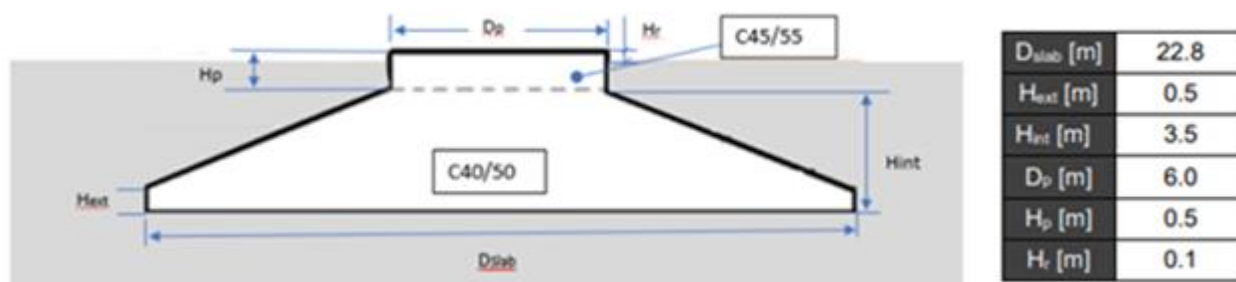 Dp
Hr
C45/55
Hp
C40/50
Hint
Hext
Dslab
Dslab [m] 22.8
Hext [m] 0.5
Hint [m] 3.5
Dp [m] 6.0
Hp [m] 0.5
Hr [m] 0.1